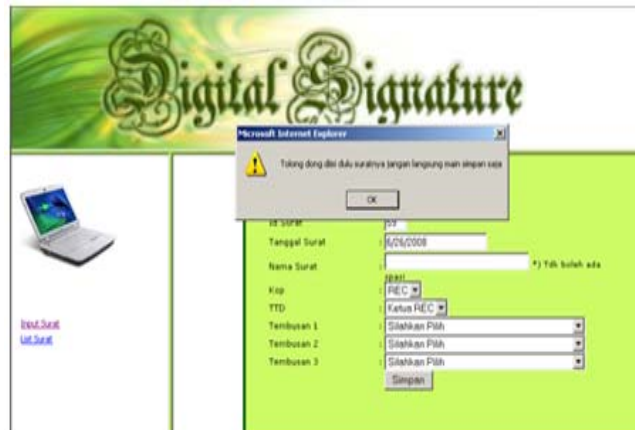 Digital Signature
Microsoft Internet Explorer
Tolong dong diisi dulu suratnya jangan langsung main simpan saja
OK
Id Surat : 59
Tanggal Surat : 6/26/2008
Nama Surat : *) Tdk boleh ada
spasi
Kop : REC
TTD : Ketua REC
Tembusan 1 : Silahkan Pilih
Tembusan 2 : Silahkan Pilih
Tembusan 3 : Silahkan Pilih
Simpan
Input Surat
List Surat